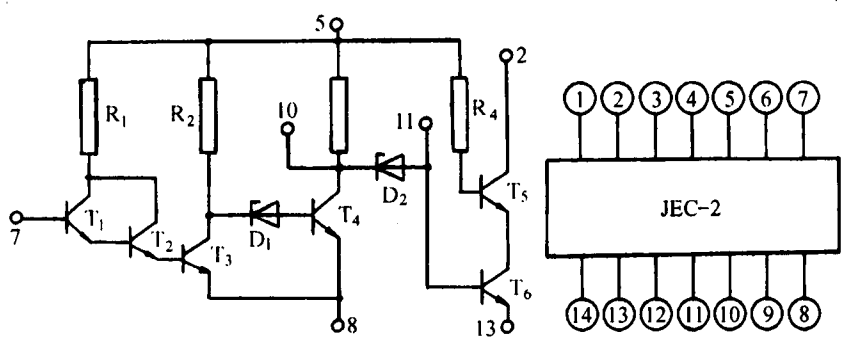 5
2
R₁
R₂
10
11
R₄
① ② ③ ④ ⑤ ⑥ ⑦
7
T₁
T₂
T₃
D₁
T₄
D₂
T₅
T₆
8
13
JEC-2
⑭ ⑬ ⑫ ⑪ ⑩ ⑨ ⑧